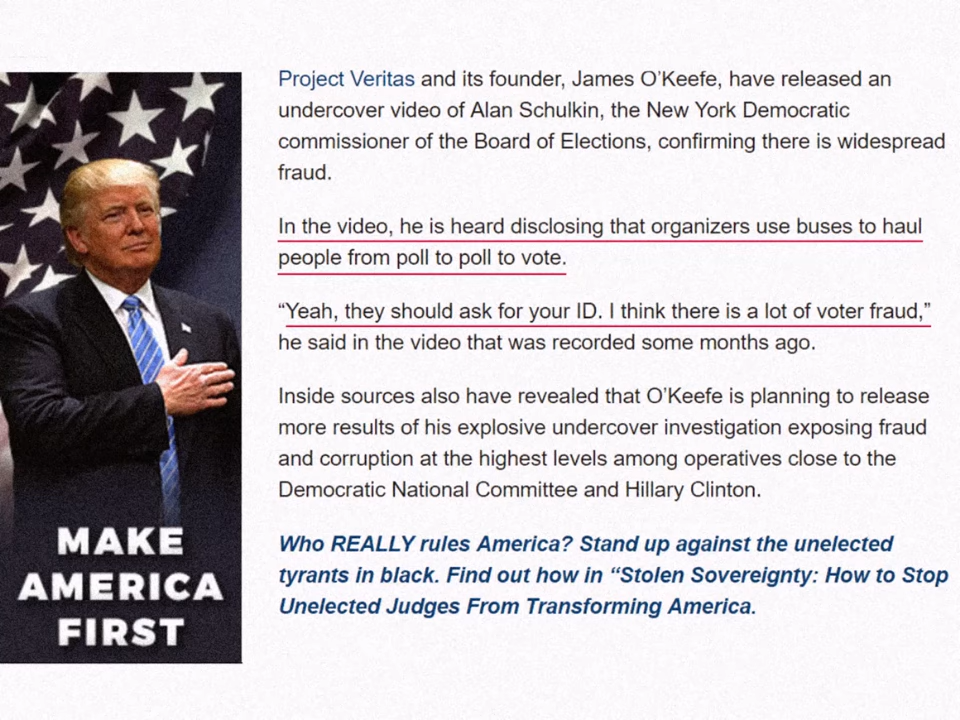 Project Veritas and its founder, James O’Keefe, have released an
undercover video of Alan Schulkin, the New York Democratic
commissioner of the Board of Elections, confirming there is widespread
fraud.
In the video, he is heard disclosing that organizers use buses to haul
people from poll to poll to vote.
“Yeah, they should ask for your ID. I think there is a lot of voter fraud,”
he said in the video that was recorded some months ago.
Inside sources also have revealed that O’Keefe is planning to release
more results of his explosive undercover investigation exposing fraud
and corruption at the highest levels among operatives close to the
Democratic National Committee and Hillary Clinton.
Who REALLY rules America? Stand up against the unelected
tyrants in black. Find out how in “Stolen Sovereignty: How to Stop
Unelected Judges From Transforming America.
MAKE
AMERICA
FIRST